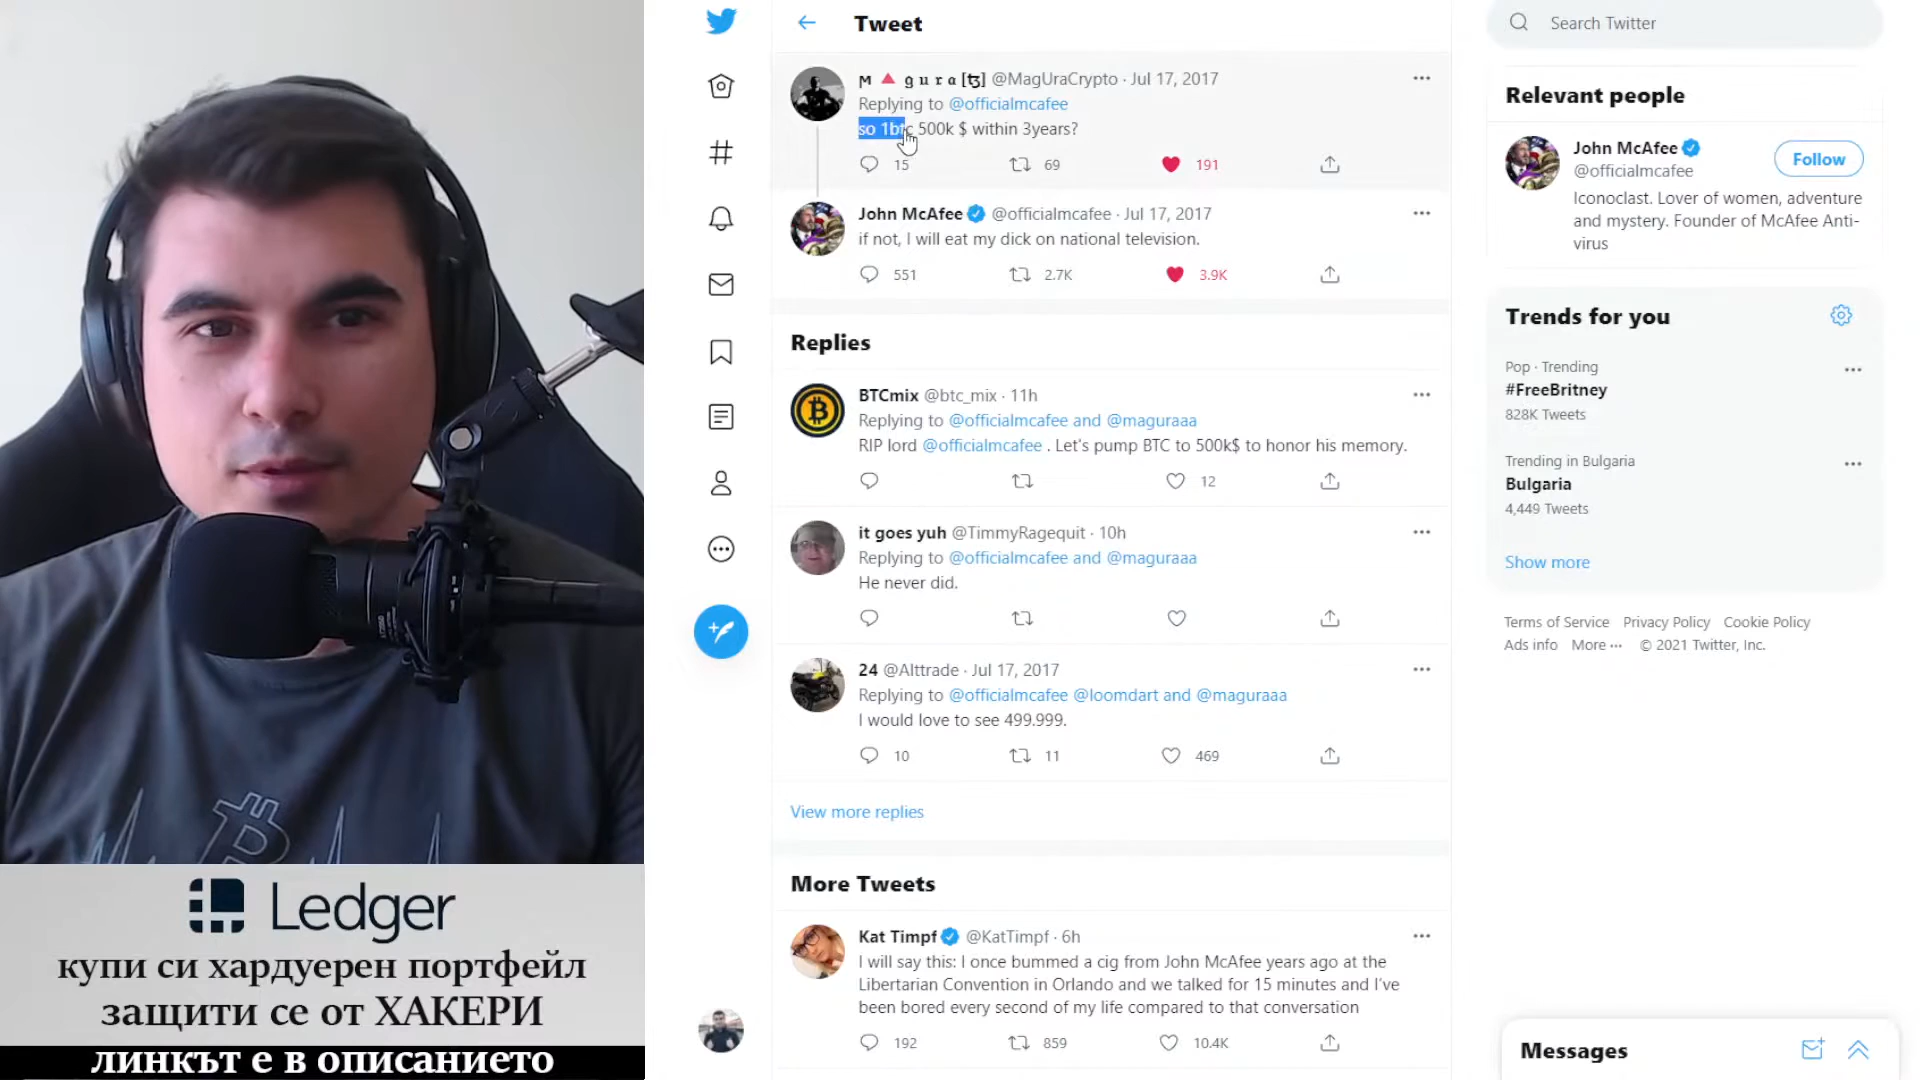 Tweet
Search Twitter
ϻ 🔺 g u r a [ꜩ] @MagUraCrypto · Jul 17, 2017
Replying to @officialmcafee
so 1btc 500k $ within 3years?
15 69 191
John McAfee @officialmcafee · Jul 17, 2017
if not, I will eat my dick on national television.
551 2.7K 3.9K
Replies
BTCmix @btc_mix · 11h
Replying to @officialmcafee and @maguraaa
RIP lord @officialmcafee . Let's pump BTC to 500k$ to honor his memory.
12
it goes yuh @TimmyRagequit · 10h
Replying to @officialmcafee and @maguraaa
He never did.
24 @Alttrade · Jul 17, 2017
Replying to @officialmcafee @loomdart and @maguraaa
I would love to see 499.999.
10 11 469
View more replies
More Tweets
Kat Timpf @KatTimpf · 6h
I will say this: I once bummed a cig from John McAfee years ago at the
Libertarian Convention in Orlando and we talked for 15 minutes and I've
been bored every second of my life compared to that conversation
192 859 10.4K
Relevant people
John McAfee
Follow
@officialmcafee
Iconoclast. Lover of women, adventure
and mystery. Founder of McAfee Anti-
virus
Trends for you
Pop · Trending
#FreeBritney
828K Tweets
Trending in Bulgaria
Bulgaria
4,449 Tweets
Show more
Terms of Service Privacy Policy Cookie Policy
Ads info More ··· © 2021 Twitter, Inc.
Messages
Ledger
купи си хардуерен портфейл
защити се от ХАКЕРИ
линкът е в описанието